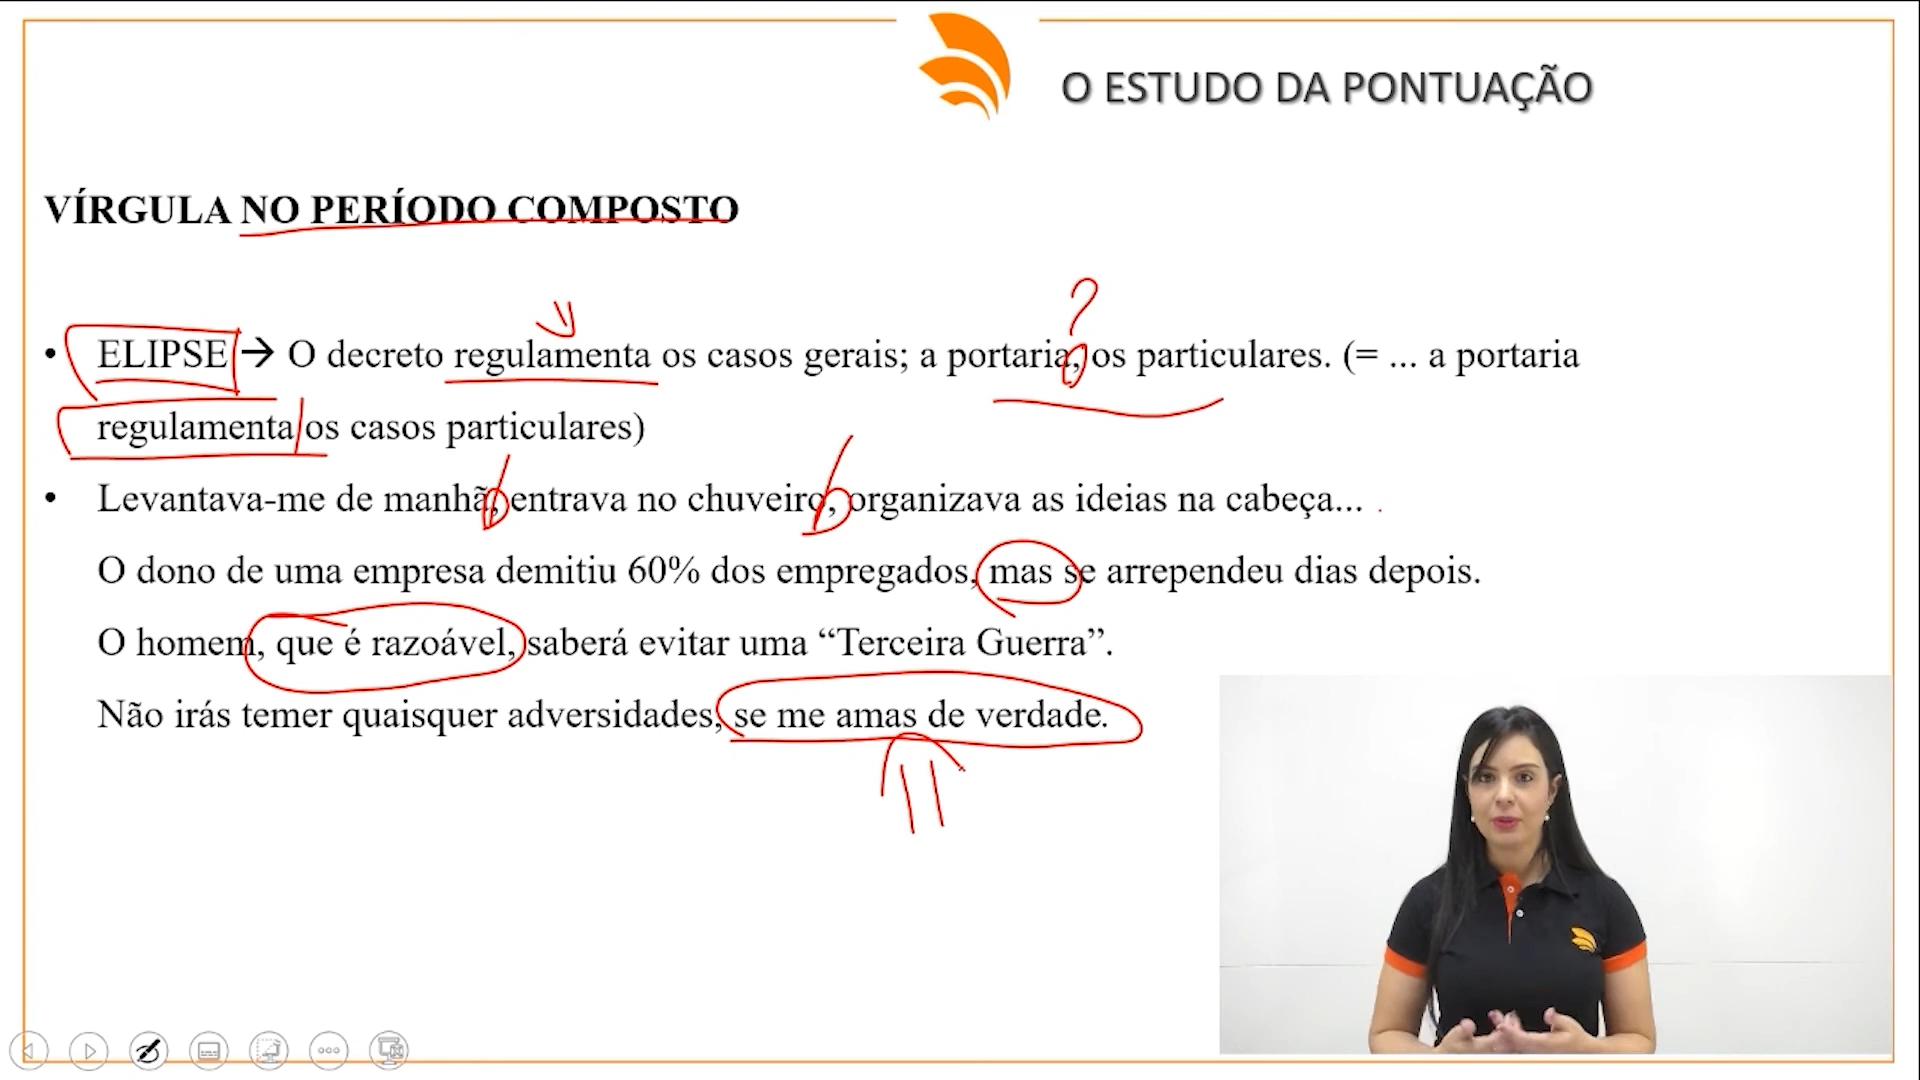 O ESTUDO DA PONTUAÇÃO
VÍRGULA NO PERÍODO COMPOSTO
?
• ELIPSE → O decreto regulamenta os casos gerais; a portaria, os particulares. (= ... a portaria
regulamenta os casos particulares)
• Levantava-me de manhã, entrava no chuveiro, organizava as ideias na cabeça...
O dono de uma empresa demitiu 60% dos empregados, mas se arrependeu dias depois.
O homem, que é razoável, saberá evitar uma “Terceira Guerra”.
Não irás temer quaisquer adversidades, se me amas de verdade.